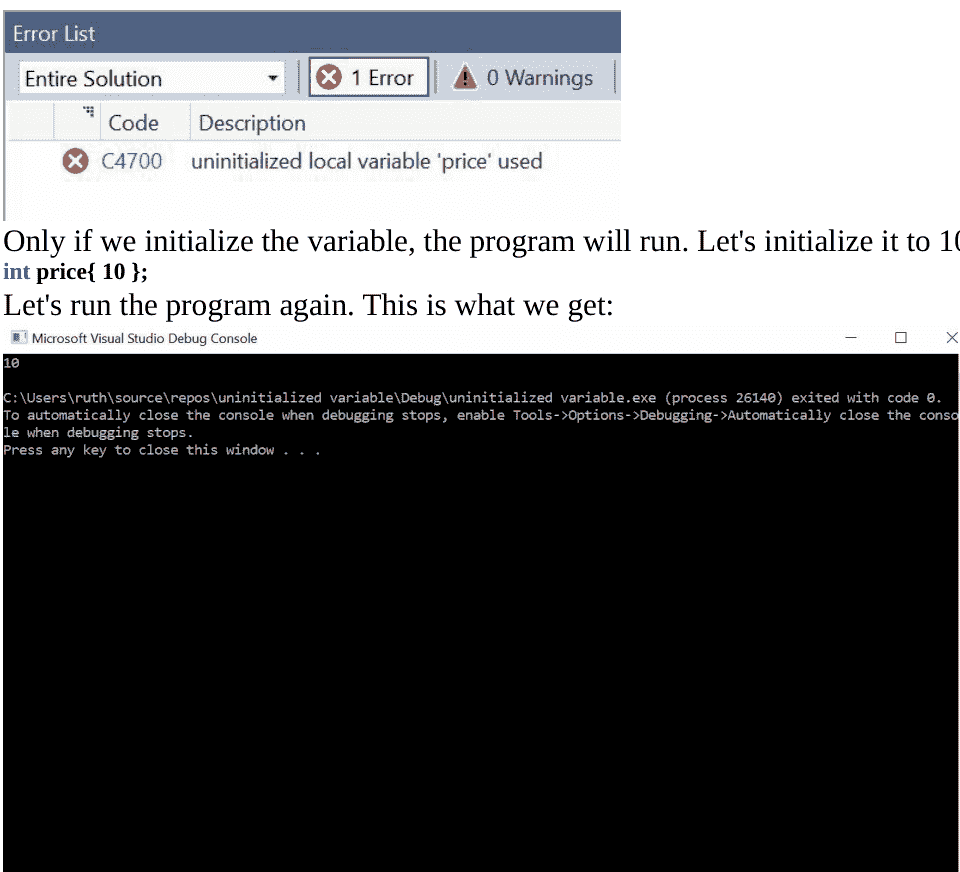 Error List
Entire Solution 1 Error 0 Warnings
Code Description
C4700 uninitialized local variable 'price' used
Only if we initialize the variable, the program will run. Let's initialize it to 10
int price{ 10 };
Let's run the program again. This is what we get:
Microsoft Visual Studio Debug Console
10
C:\Users\ruth\source\repos\uninitialized variable\Debug\uninitialized variable.exe (process 26140) exited with code 0.
To automatically close the console when debugging stops, enable Tools->Options->Debugging->Automatically close the conso
le when debugging stops.
Press any key to close this window . . .